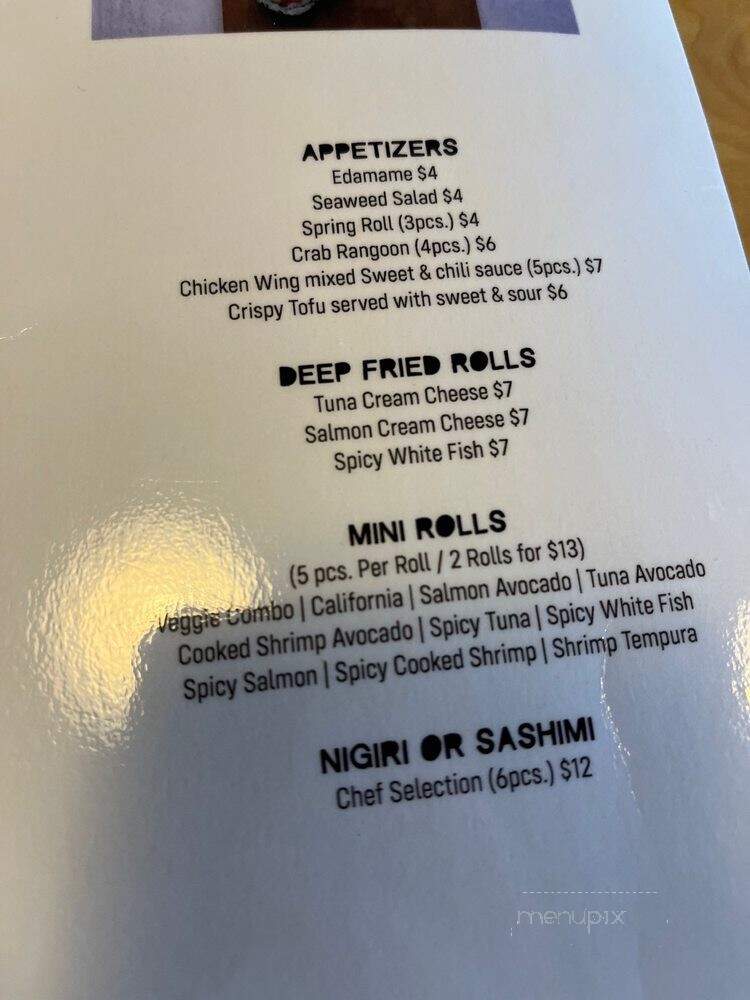 APPETIZERS
Edamame $4
Seaweed Salad $4
Spring Roll (3pcs.) $4
Crab Rangoon (4pcs.) $6
Chicken Wing mixed Sweet & chili sauce (5pcs.) $7
Crispy Tofu served with sweet & sour $6
DEEP FRIED ROLLS
Tuna Cream Cheese $7
Salmon Cream Cheese $7
Spicy White Fish $7
MINI ROLLS
(5 pcs. Per Roll / 2 Rolls for $13)
Veggie Combo | California | Salmon Avocado | Tuna Avocado
Cooked Shrimp Avocado | Spicy Tuna | Spicy White Fish
Spicy Salmon | Spicy Cooked Shrimp | Shrimp Tempura
NIGIRI OR SASHIMI
Chef Selection (6pcs.) $12
menupix